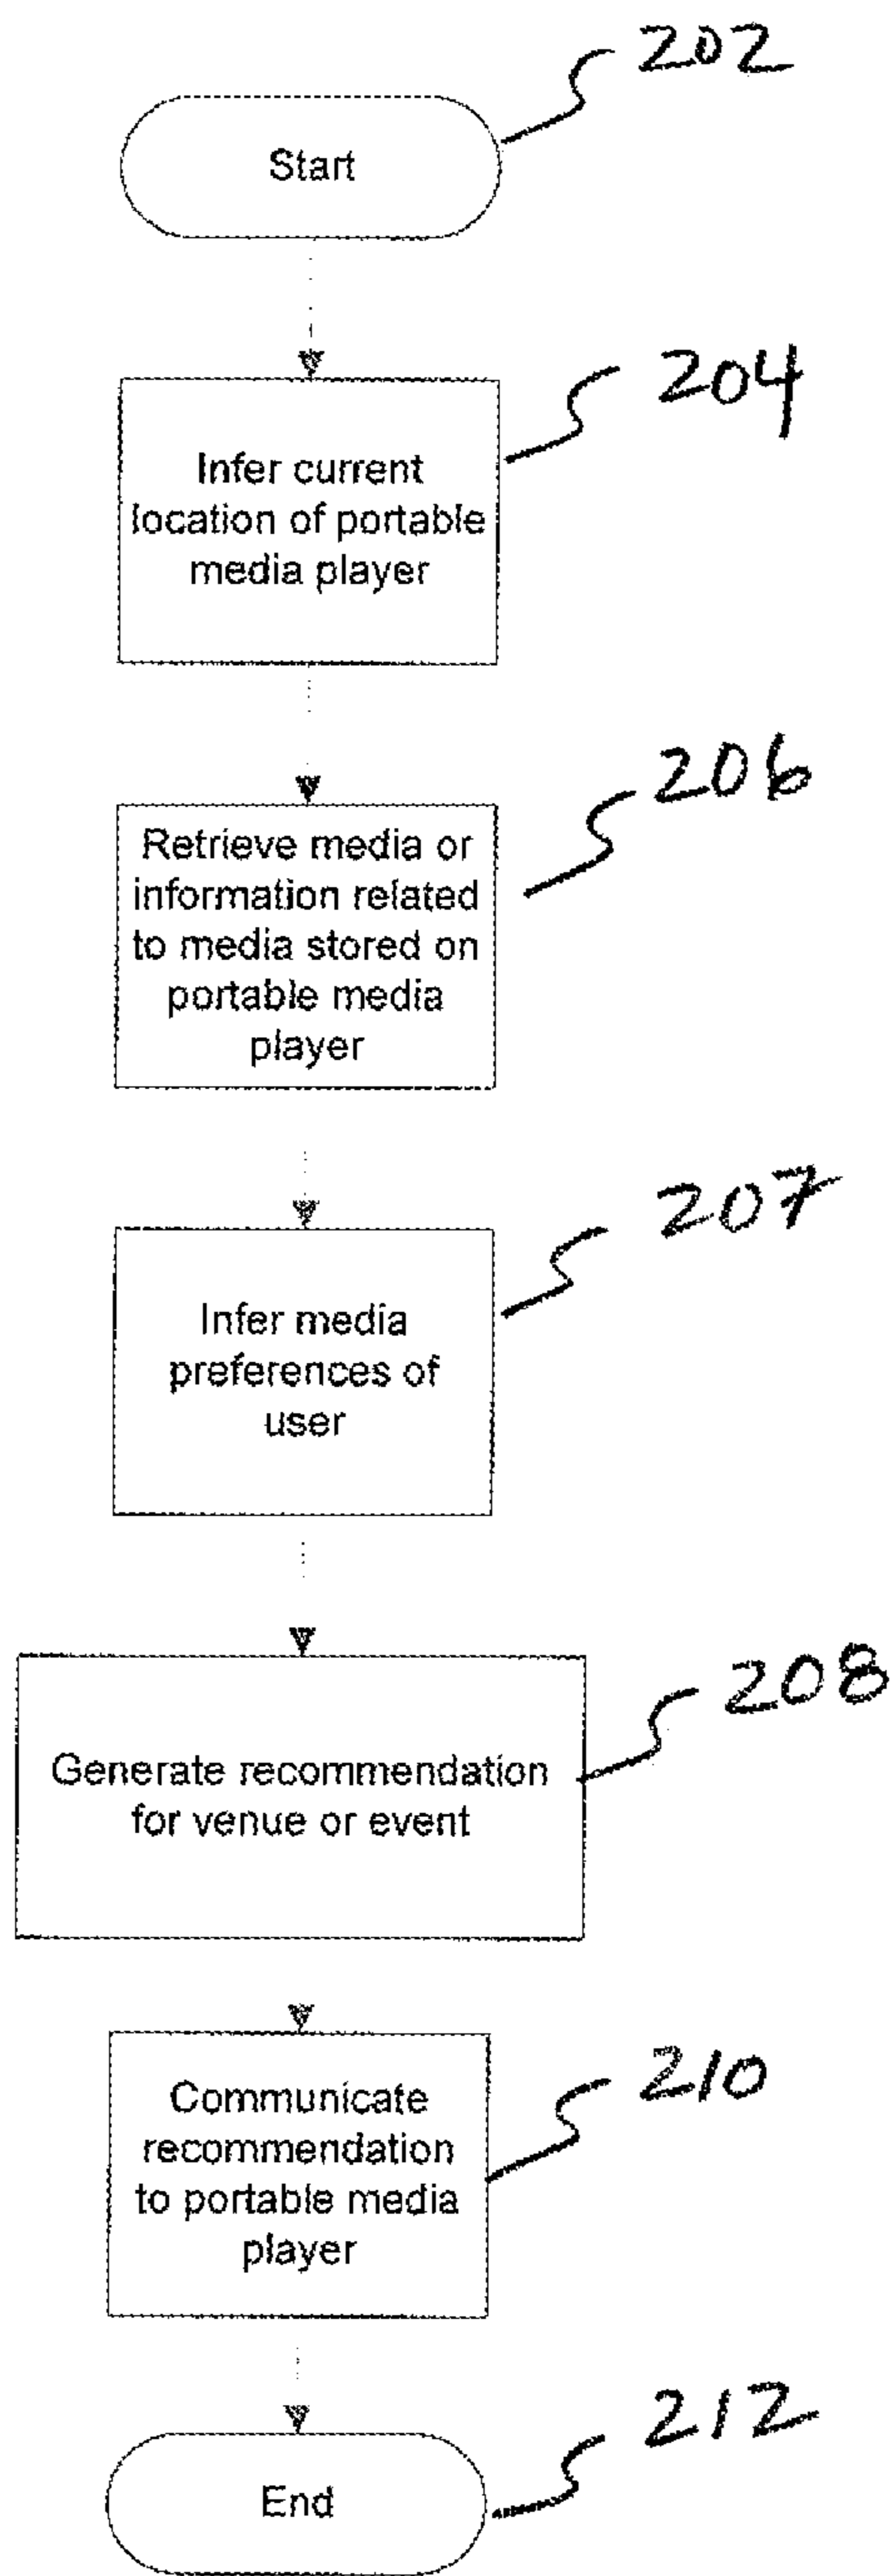 202
Start
204
Infer current
location of portable
media player
206
Retrieve media or
information related
to media stored on
portable media
player
207
Infer media
preferences of
user
208
Generate recommendation
for venue or event
210
Communicate
recommendation
to portable media
player
212
End